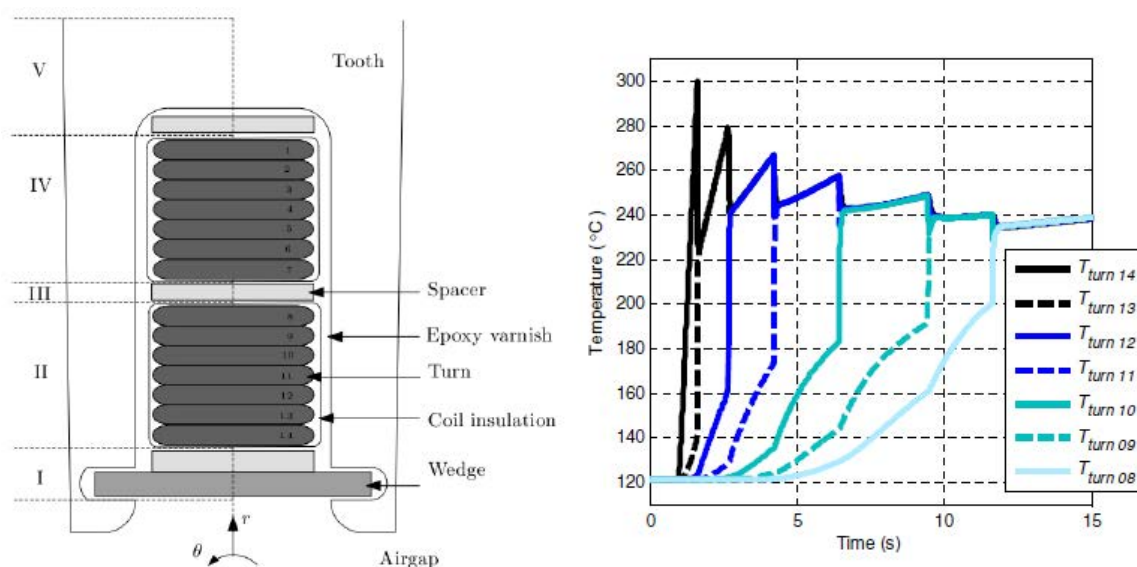 V
Tooth
IV
1
2
3
4
5
6
7
III
Spacer
8
9
10
11
12
13
14
Epoxy varnish
II
Turn
Coil insulation
I
Wedge
r
θ
Airgap
Temperature (°C)
300
280
260
240
220
200
180
160
140
120
0
5
10
15
Time (s)
T turn 14
T turn 13
T turn 12
T turn 11
T turn 10
T turn 09
T turn 08